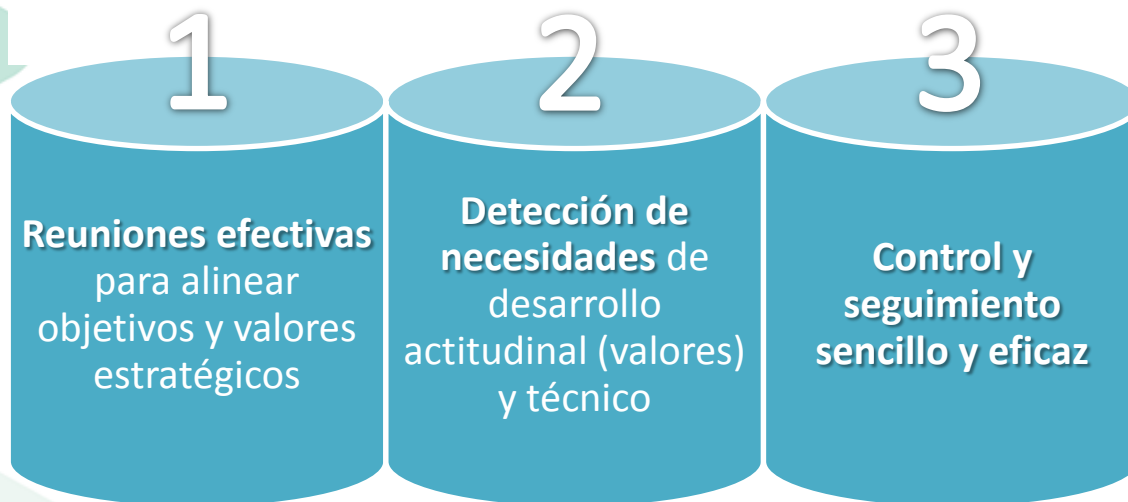 1
Reuniones efectivas
para alinear
objetivos y valores
estratégicos
2
Detección de
necesidades de
desarrollo
actitudinal (valores)
y técnico
3
Control y
seguimiento
sencillo y eficaz